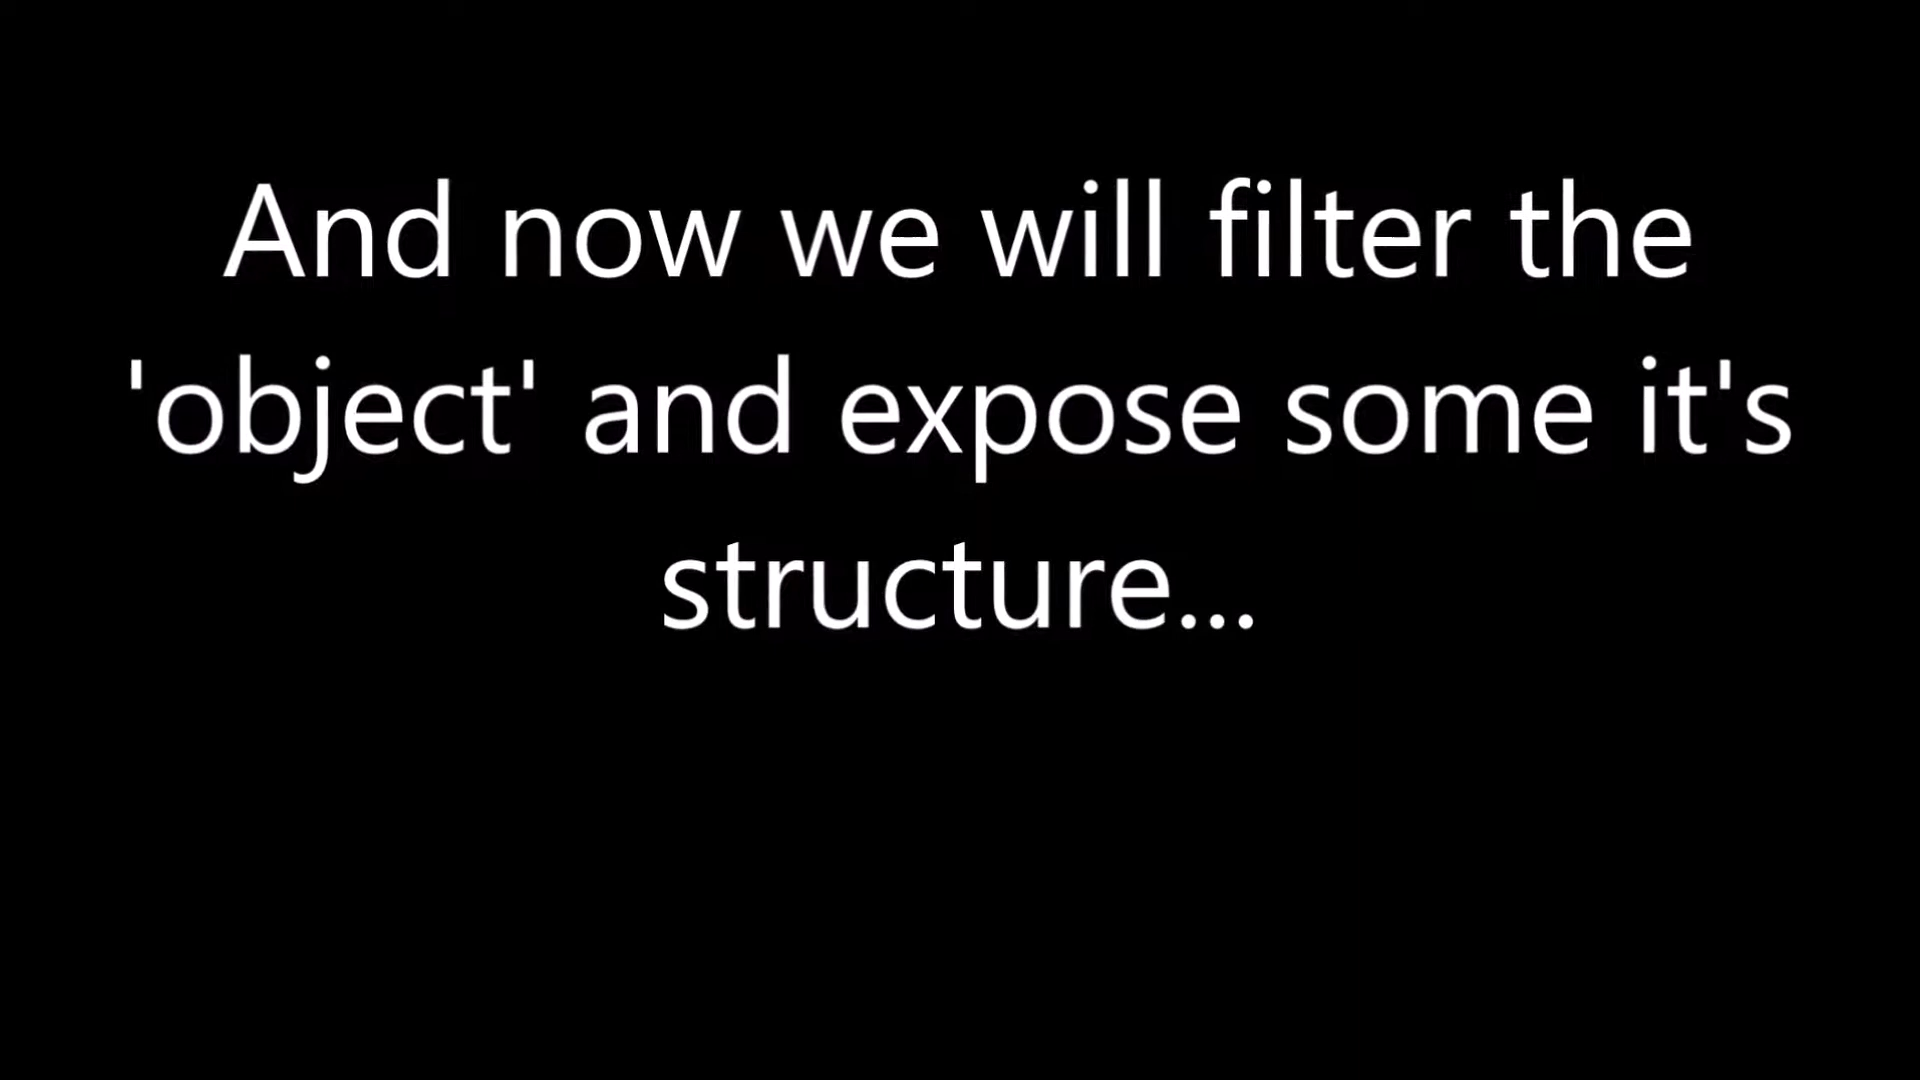 And now we will filter the
'object' and expose some it's
structure...